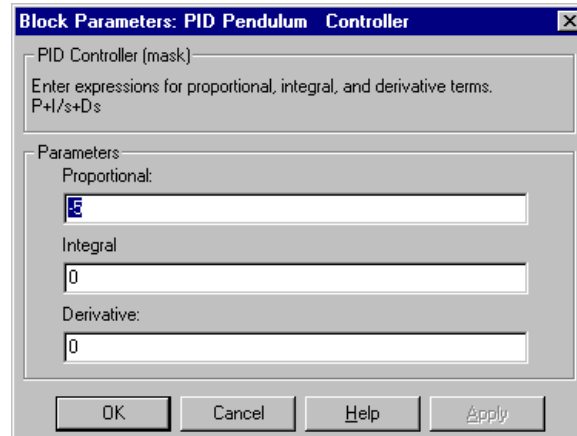 Block Parameters: PID Pendulum Controller
PID Controller (mask)
Enter expressions for proportional, integral, and derivative terms.
P+I/s+Ds
Parameters
Proportional:
-5
Integral
0
Derivative:
0
OK Cancel Help Apply